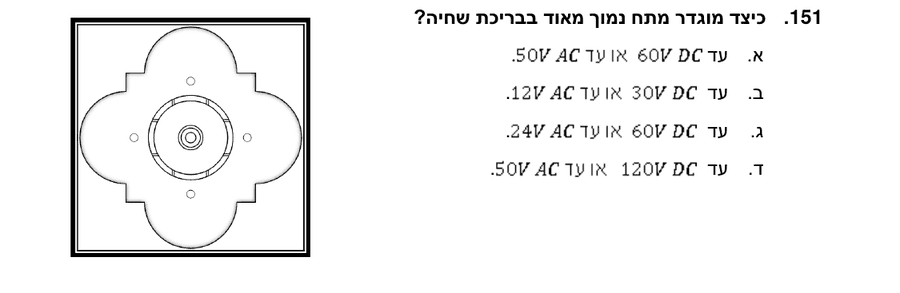 151. כיצד מוגדר מתח נמוך מאוד בבריכת שחיה?
א. עד 60V DC או עד 50V AC.
ב. עד 30V DC או עד 12V AC.
ג. עד 60V DC או עד 24V AC.
ד. עד 120V DC או עד 50V AC.